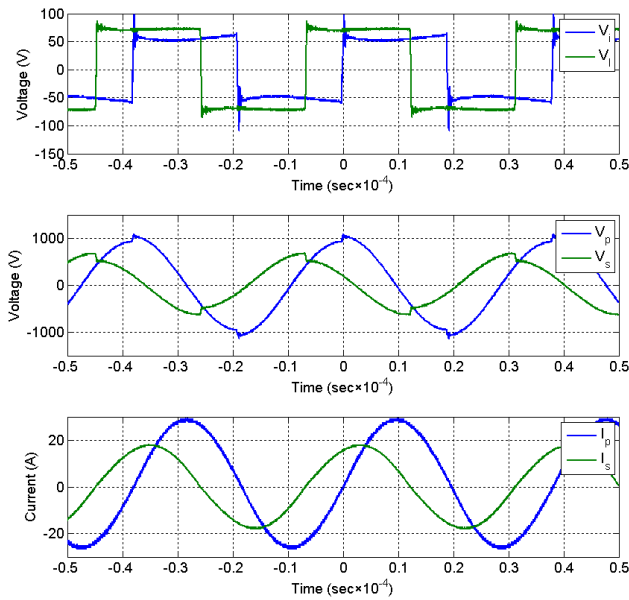 100
50
0
-50
-100
-150
Voltage (V)
V_i
V_l
-0.5 -0.4 -0.3 -0.2 -0.1 0 0.1 0.2 0.3 0.4 0.5
Time (sec×10^-4)
1000
0
-1000
Voltage (V)
V_p
V_s
-0.5 -0.4 -0.3 -0.2 -0.1 0 0.1 0.2 0.3 0.4 0.5
Time (sec×10^-4)
20
0
-20
Current (A)
I_p
I_s
-0.5 -0.4 -0.3 -0.2 -0.1 0 0.1 0.2 0.3 0.4 0.5
Time (sec×10^-4)